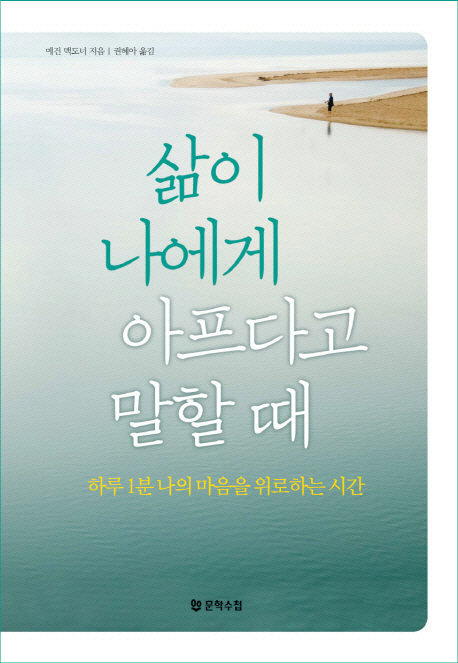 메건 맥도너 지음 | 권혜아 옮김
삶이
나에게
아프다고
말할 때
하루 1분 나의 마음을 위로하는 시간
문학수첩